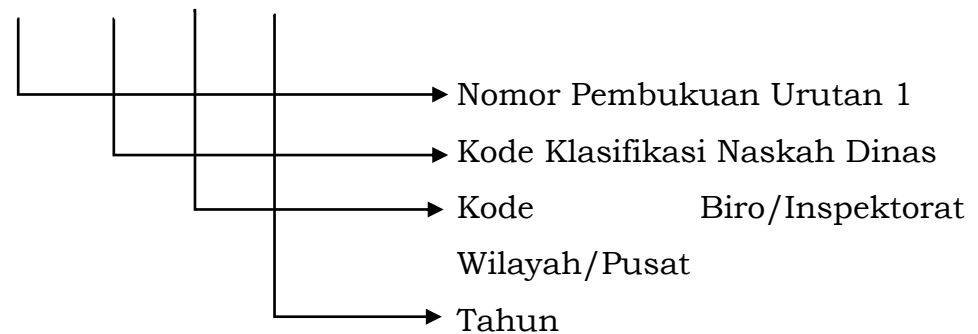 Nomor Pembukuan Urutan 1
Kode Klasifikasi Naskah Dinas
Kode Biro/Inspektorat
Wilayah/Pusat
Tahun